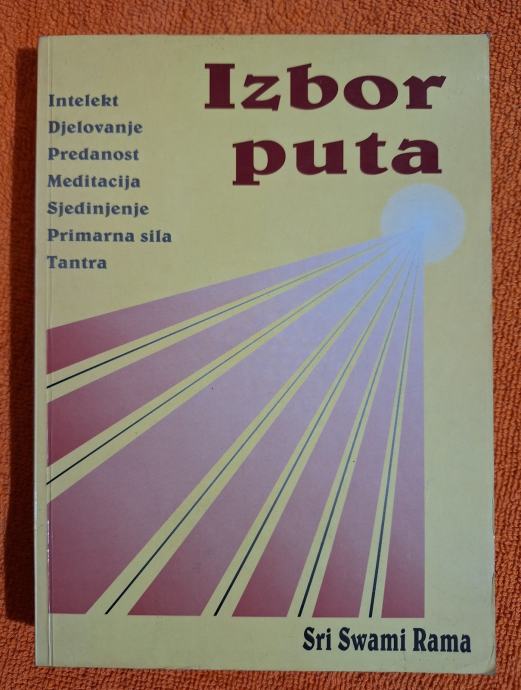 Izbor
puta
Intelekt
Djelovanje
Predanost
Meditacija
Sjedinjenje
Primarna sila
Tantra
Sri Swami Rama